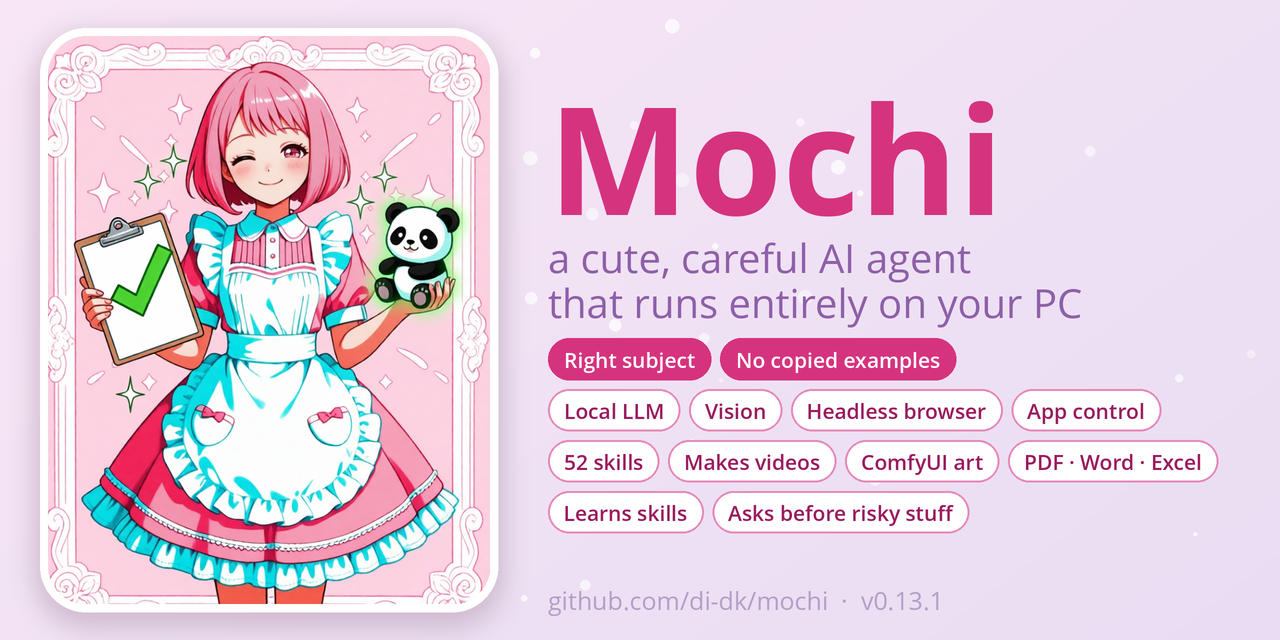 Mochi
a cute, careful AI agent
that runs entirely on your PC
Right subject No copied examples
Local LLM Vision Headless browser App control
52 skills Makes videos ComfyUI art PDF · Word · Excel
Learns skills Asks before risky stuff
github.com/di-dk/mochi · v0.13.1